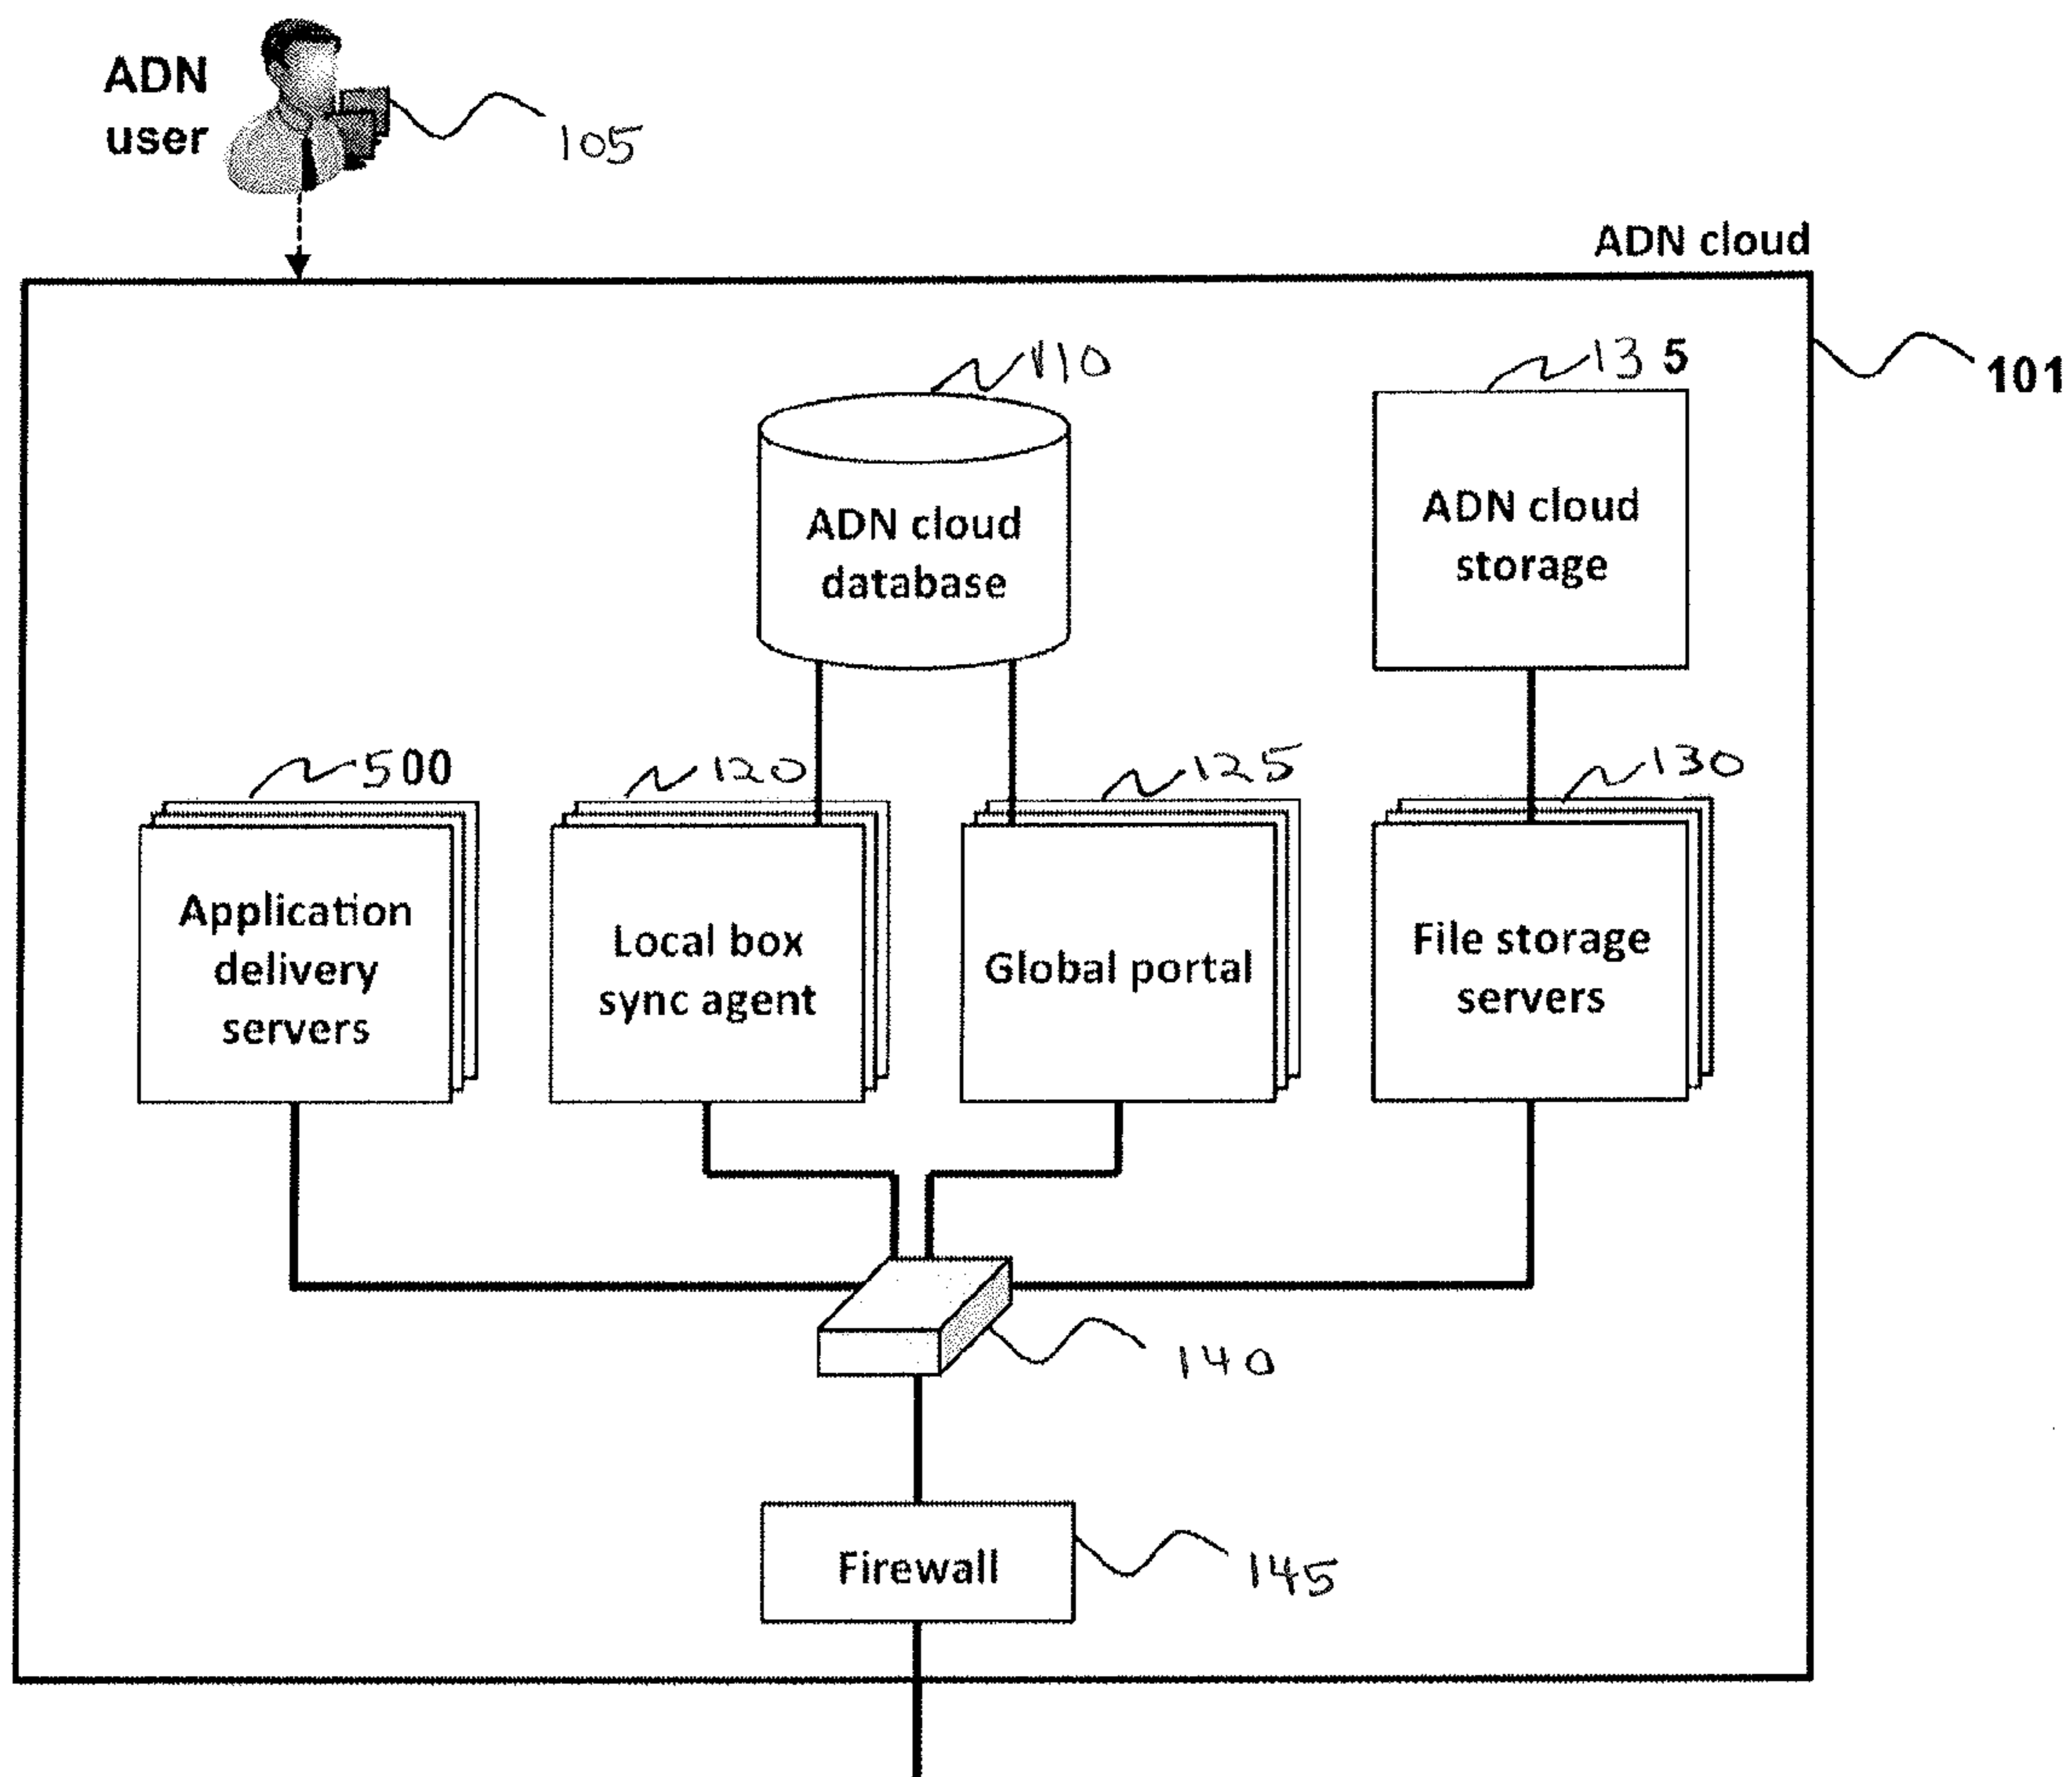 ADN
user
105
ADN cloud
101
110
135
ADN cloud
database
ADN cloud
storage
500
120
125
130
Application
delivery
servers
Local box
sync agent
Global portal
File storage
servers
140
Firewall
145